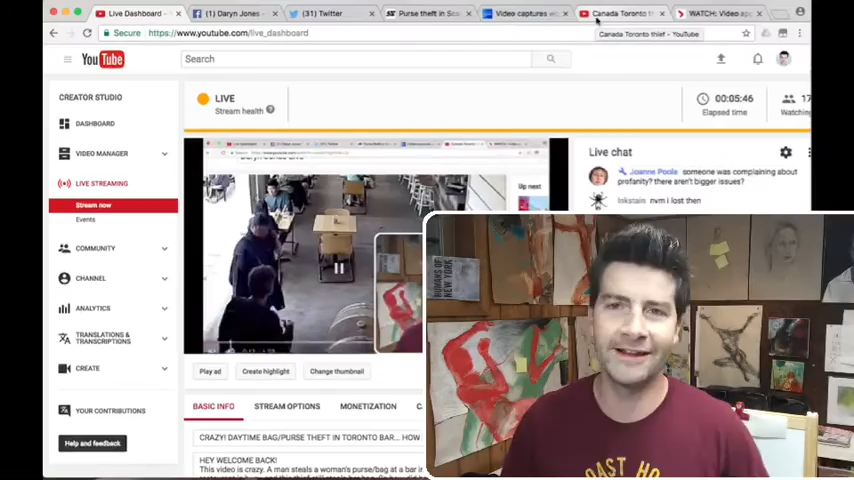 Live Dashboard -
(1) Daryn Jones -
(31) Twitter
Purse theft in Sco
Video captures wo
Canada Toronto th
WATCH: Video app
Secure
https://www.youtube.com/live_dashboard
Canada Toronto thief - YouTube
YouTube
Search
CREATOR STUDIO
DASHBOARD
VIDEO MANAGER
LIVE STREAMING
Stream now
Events
COMMUNITY
CHANNEL
ANALYTICS
TRANSLATIONS &
TRANSCRIPTIONS
CREATE
YOUR CONTRIBUTIONS
Help and feedback
LIVE
Stream health
00:05:46
Elapsed time
17
Watching
Up next
Live chat
Joanne Poole someone was complaining about
profanity? there aren't bigger issues?
Inkstain nvm i lost then
Play ad
Create highlight
Change thumbnail
BASIC INFO
STREAM OPTIONS
MONETIZATION
CRAZY! DAYTIME BAG/PURSE THEFT IN TORONTO BAR... HOW
HEY WELCOME BACK!
This video is crazy. A man steals a woman's purse/bag at a bar
HUMANS OF
NEW YORK